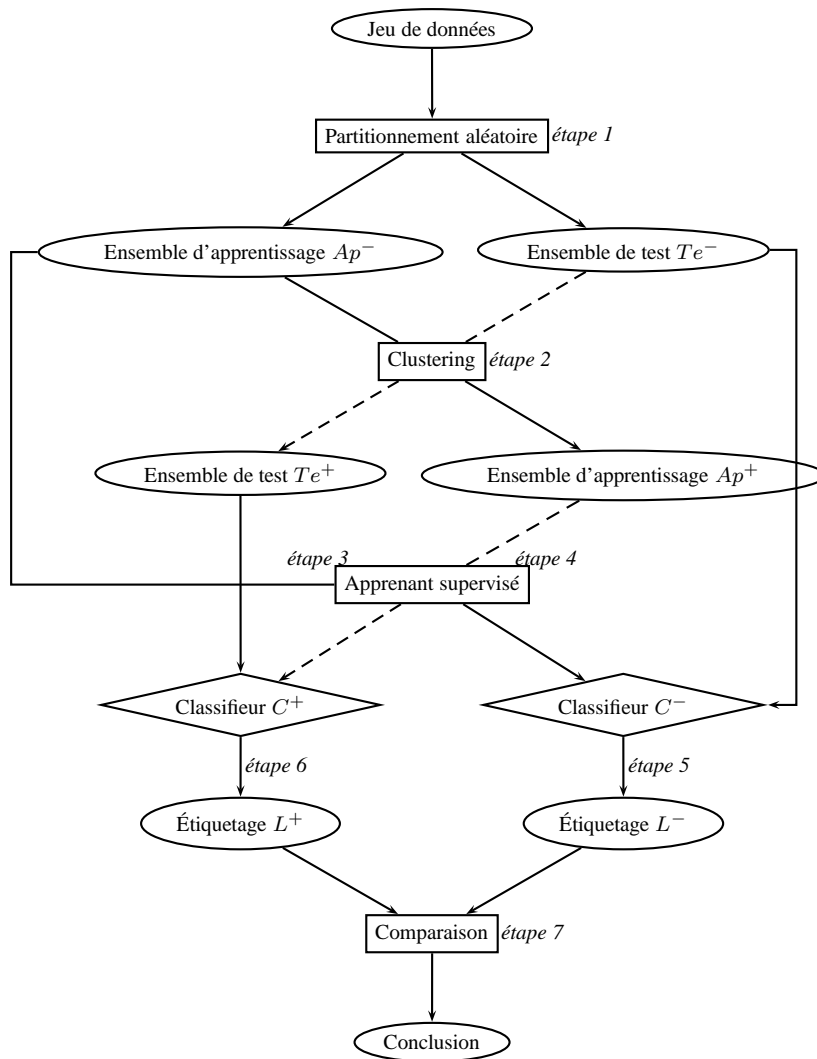 Jeu de données
Partitionnement aléatoire étape 1
Ensemble d'apprentissage Ap⁻
Ensemble de test Te⁻
Clustering étape 2
Ensemble de test Te⁺
Ensemble d'apprentissage Ap⁺
étape 3
étape 4
Apprenant supervisé
Classifieur C⁺
Classifieur C⁻
étape 6
étape 5
Étiquetage L⁺
Étiquetage L⁻
Comparaison étape 7
Conclusion